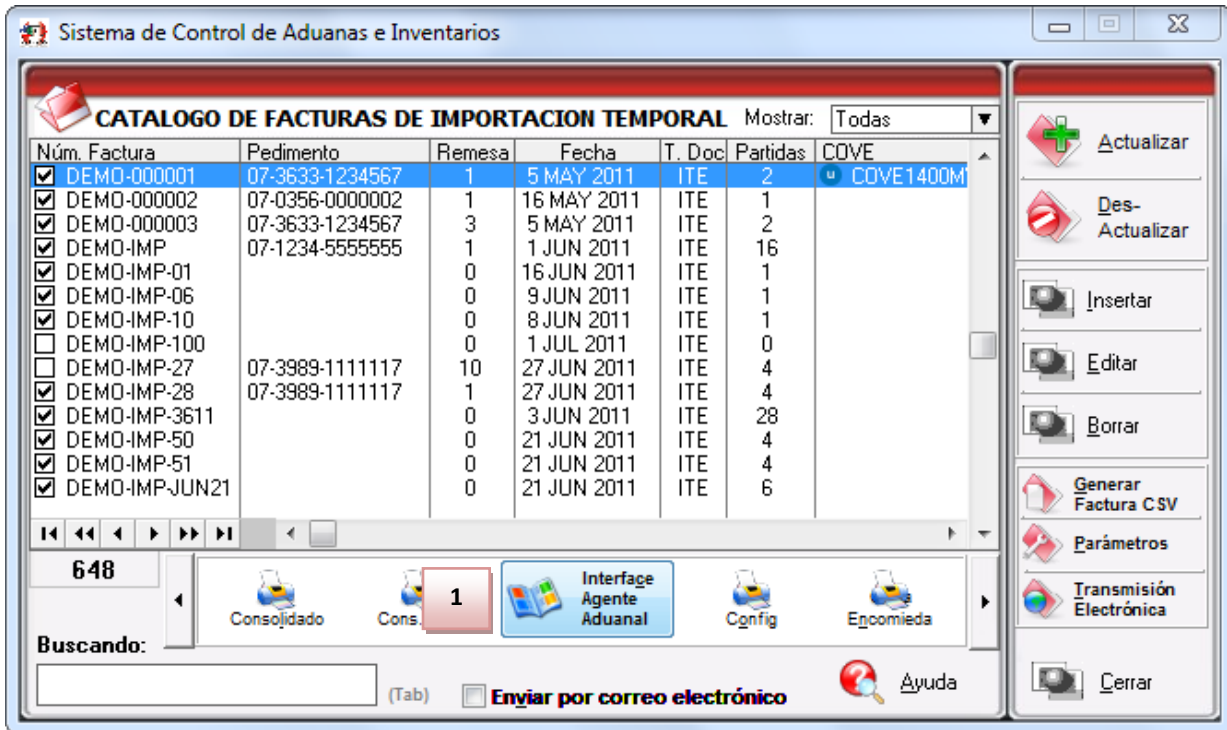 Sistema de Control de Aduanas e Inventarios
CATALOGO DE FACTURAS DE IMPORTACION TEMPORAL Mostrar: Todas
Núm. Factura Pedimento Remesa Fecha T. Doc Partidas COVE
DEMO-000001 07-3633-1234567 1 5 MAY 2011 ITE 2 u COVE1400M
DEMO-000002 07-0356-0000002 1 16 MAY 2011 ITE 1
DEMO-000003 07-3633-1234567 3 5 MAY 2011 ITE 2
DEMO-IMP 07-1234-5555555 1 1 JUN 2011 ITE 16
DEMO-IMP-01 0 16 JUN 2011 ITE 1
DEMO-IMP-06 0 9 JUN 2011 ITE 1
DEMO-IMP-10 0 8 JUN 2011 ITE 1
DEMO-IMP-100 0 1 JUL 2011 ITE 0
DEMO-IMP-27 07-3989-1111117 10 27 JUN 2011 ITE 4
DEMO-IMP-28 07-3989-1111117 1 27 JUN 2011 ITE 4
DEMO-IMP-3611 0 3 JUN 2011 ITE 28
DEMO-IMP-50 0 21 JUN 2011 ITE 4
DEMO-IMP-51 0 21 JUN 2011 ITE 4
DEMO-IMP-JUN21 0 21 JUN 2011 ITE 6
648
Consolidado
Cons.
1
Interface
Agente
Aduanal
Config
Encomieda
Buscando:
(Tab)
Enviar por correo electrónico
Ayuda
Actualizar
Des-
Actualizar
Insertar
Editar
Borrar
Generar
Factura CSV
Parámetros
Transmisión
Electrónica
Cerrar